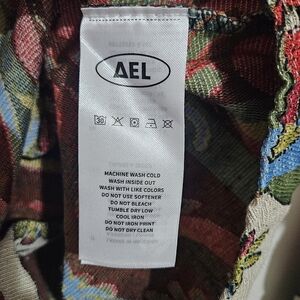 AEL
30
MACHINE WASH COLD
WASH INSIDE OUT
WASH WITH LIKE COLORS
DO NOT USE SOFTENER
DO NOT BLEACH
TUMBLE DRY LOW
COOL IRON
DO NOT IRON PRINT
DO NOT DRY CLEAN